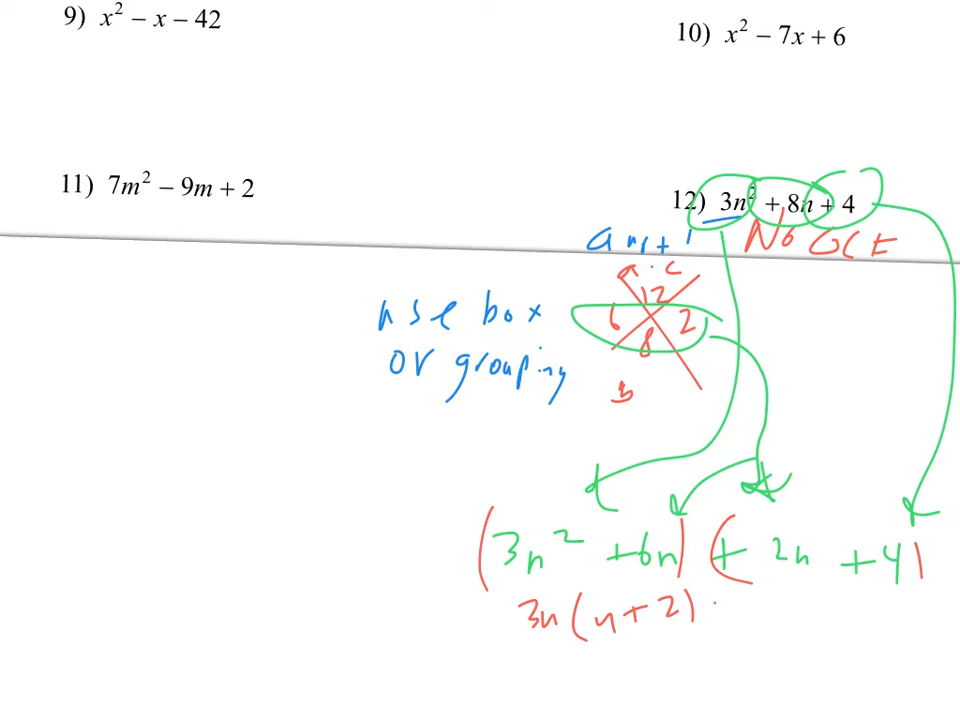 9) x² − x − 42
10) x² − 7x + 6
11) 7m² − 9m + 2
12) 3n² + 8n + 4
No GCF
a·c
12
6 2
8
b
use box
or grouping
(3n² +6n) (+ 2n +4)
3n(n+2)